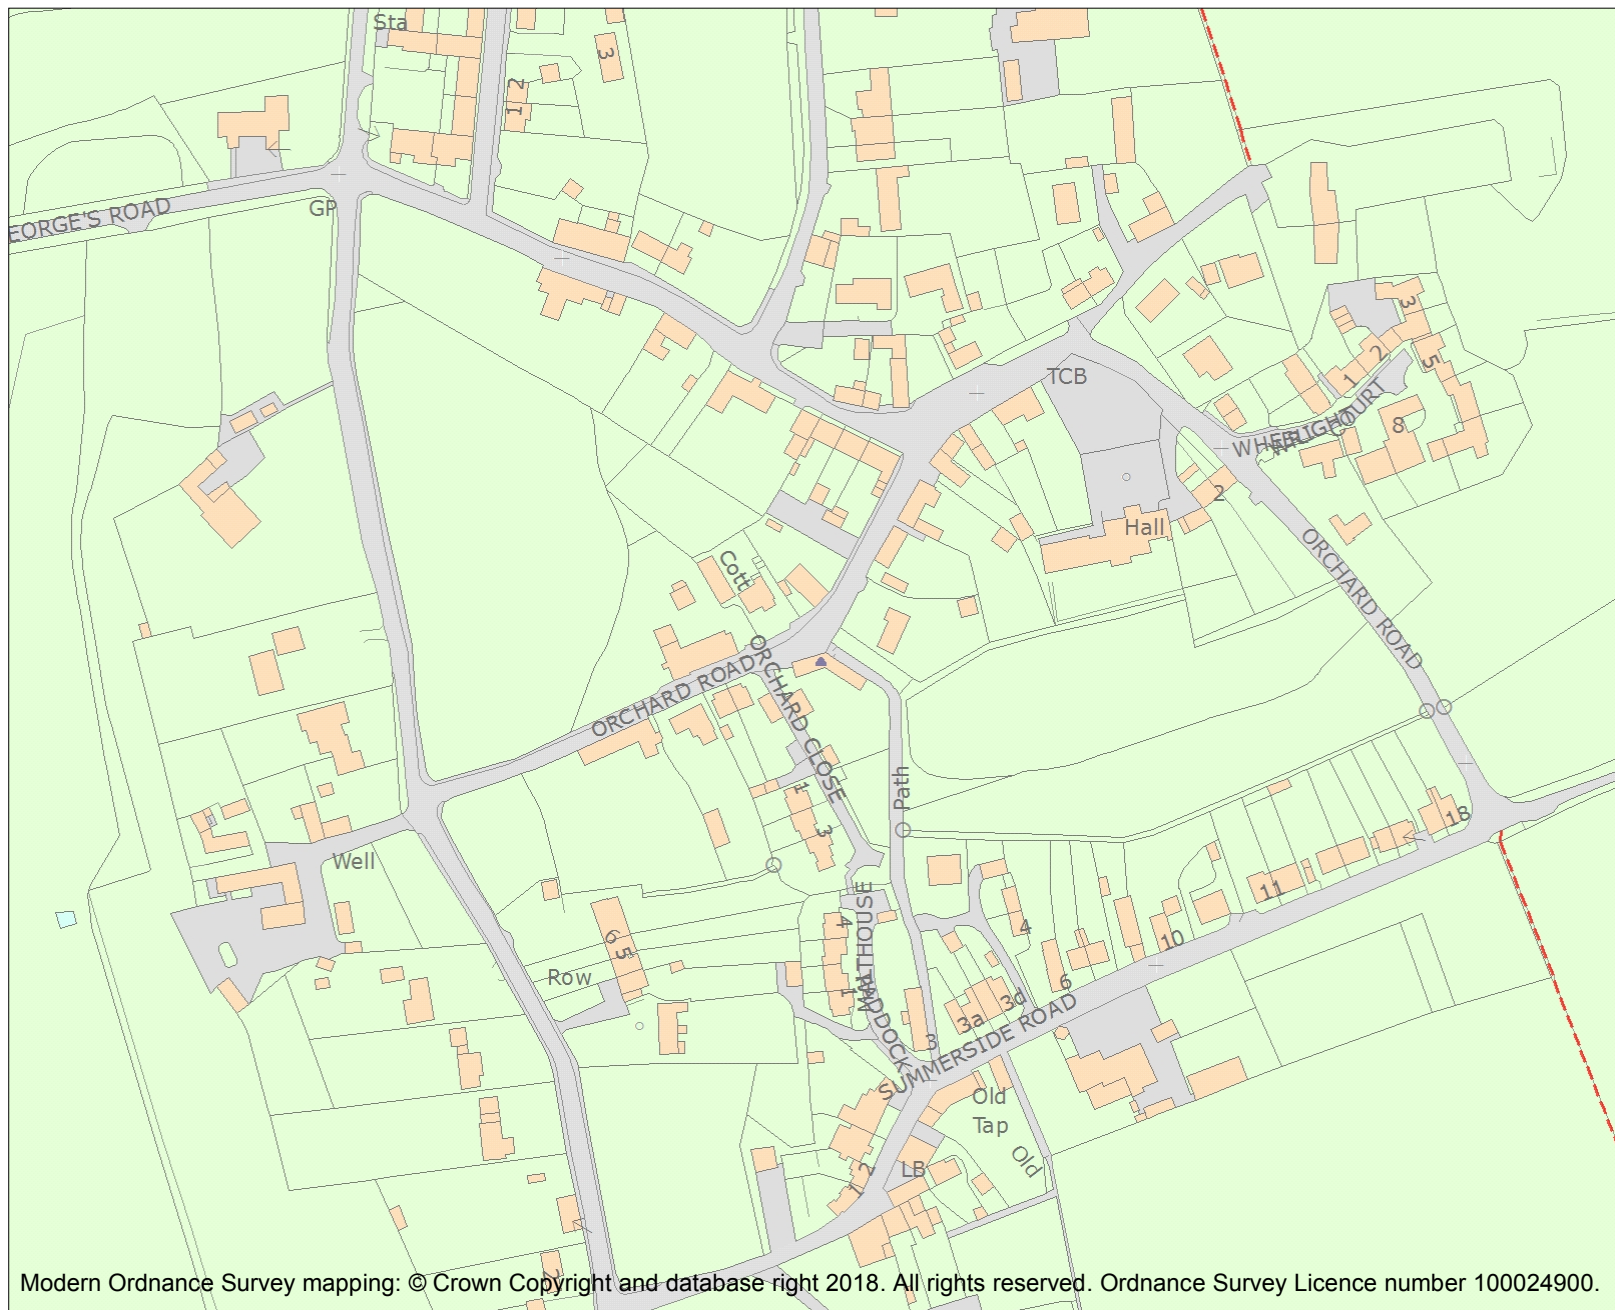 Sta
3
1 2
EORGE'S ROAD
GP
TCB
3
2
1
5
WHEELWRIGHT COURT
8
2
Hall
Cott
ORCHARD ROAD
ORCHARD ROAD
ORCHARD CLOSE
Path
1
3
18
Well
11
4
MALTHOUSE
PADDOCK
4
10
6
5
Row
1
6
3a
3d
3
SUMMERSIDE ROAD
Old
Tap
Old
LB
2
1
2
Modern Ordnance Survey mapping: © Crown Copyright and database right 2018. All rights reserved. Ordnance Survey Licence number 100024900.